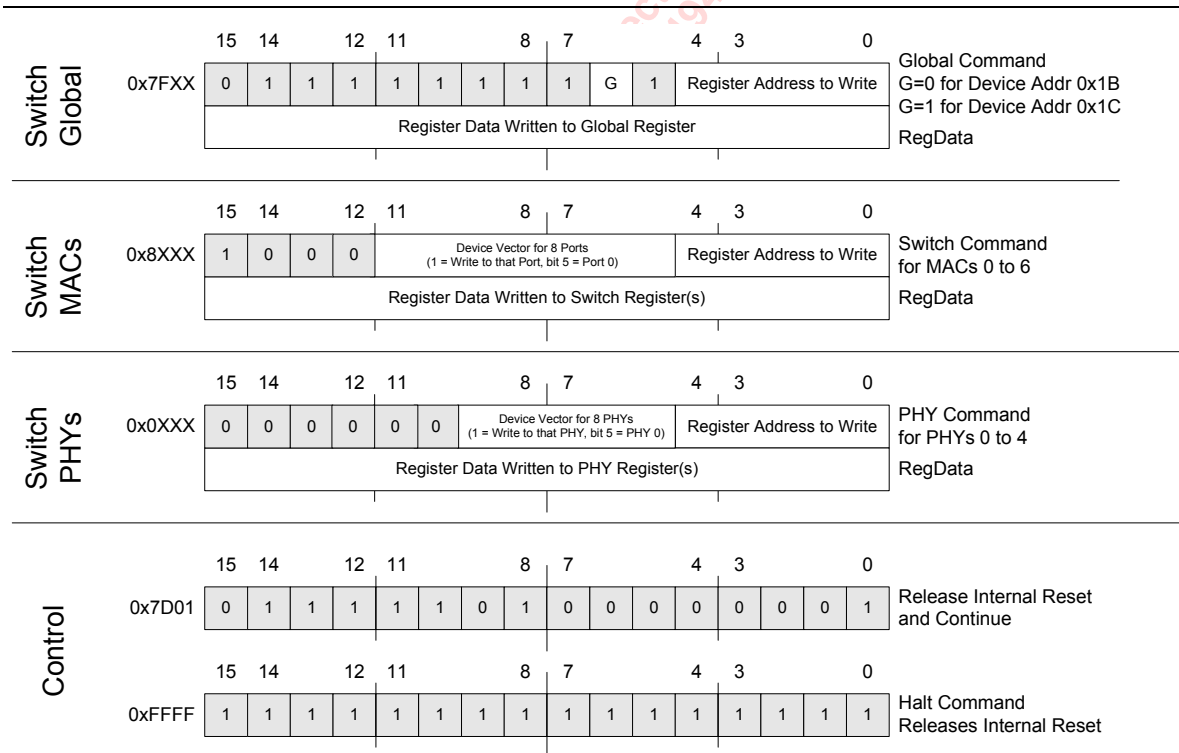 15 14 12 11 8 7 4 3 0
Switch Global
0x7FXX
0 1 1 1 1 1 1 1 1 G 1 Register Address to Write
Register Data Written to Global Register
Global Command
G=0 for Device Addr 0x1B
G=1 for Device Addr 0x1C
RegData
15 14 12 11 8 7 4 3 0
Switch MACs
0x8XXX
1 0 0 0
Device Vector for 8 Ports
(1 = Write to that Port, bit 5 = Port 0)
Register Address to Write
Register Data Written to Switch Register(s)
Switch Command
for MACs 0 to 6
RegData
15 14 12 11 8 7 4 3 0
Switch PHYs
0x0XXX
0 0 0 0 0 0
Device Vector for 8 PHYs
(1 = Write to that PHY, bit 5 = PHY 0)
Register Address to Write
Register Data Written to PHY Register(s)
PHY Command
for PHYs 0 to 4
RegData
Control
15 14 12 11 8 7 4 3 0
0x7D01
0 1 1 1 1 1 0 1 0 0 0 0 0 0 0 1
Release Internal Reset
and Continue
15 14 12 11 8 7 4 3 0
0xFFFF
1 1 1 1 1 1 1 1 1 1 1 1 1 1 1 1
Halt Command
Releases Internal Reset